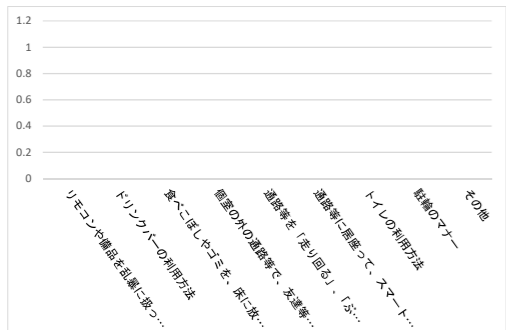 1.2
1
0.8
0.6
0.4
0.2
0
リモコンや備品を乱暴に扱っ…
ドリンクバーの利用方法
食べこぼしやゴミを、床に放…
個室の外の通路等で、友達等…
通路等を「走り回る」、「ぶ…
通路等に居座って、スマート…
トイレの利用方法
駐輪のマナー
その他